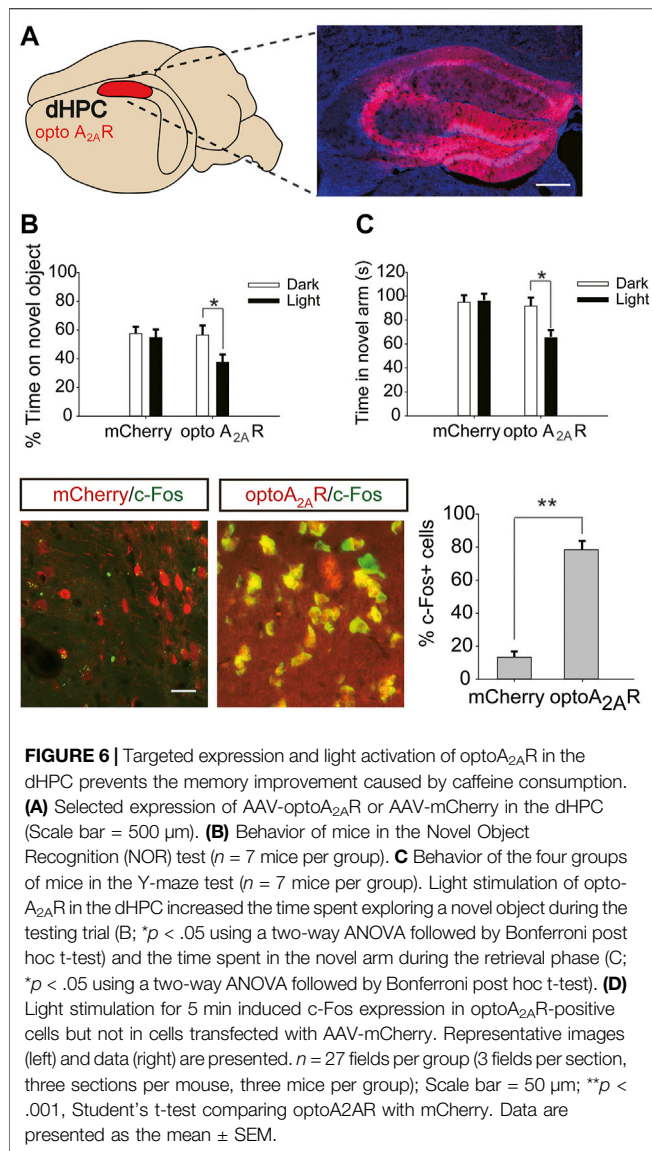 A
dHPC
opto A2AR
B
% Time on novel object
100
80
60
40
20
0
Dark
Light
*
mCherry opto A2AR
C
Time in novel arm (s)
120
100
80
60
40
20
0
Dark
Light
*
mCherry opto A2AR
mCherry/c-Fos
optoA2AR/c-Fos
% c-Fos+ cells
100
80
60
40
20
0
**
mCherry optoA2AR
FIGURE 6 | Targeted expression and light activation of optoA2AR in the
dHPC prevents the memory improvement caused by caffeine consumption.
(A) Selected expression of AAV-optoA2AR or AAV-mCherry in the dHPC
(Scale bar = 500 µm). (B) Behavior of mice in the Novel Object
Recognition (NOR) test (n = 7 mice per group). C Behavior of the four groups
of mice in the Y-maze test (n = 7 mice per group). Light stimulation of opto-
A2AR in the dHPC increased the time spent exploring a novel object during the
testing trial (B; *p < .05 using a two-way ANOVA followed by Bonferroni post
hoc t-test) and the time spent in the novel arm during the retrieval phase (C;
*p < .05 using a two-way ANOVA followed by Bonferroni post hoc t-test). (D)
Light stimulation for 5 min induced c-Fos expression in optoA2AR-positive
cells but not in cells transfected with AAV-mCherry. Representative images
(left) and data (right) are presented. n = 27 fields per group (3 fields per section,
three sections per mouse, three mice per group); Scale bar = 50 µm; **p <
.001, Student's t-test comparing optoA2AR with mCherry. Data are
presented as the mean ± SEM.